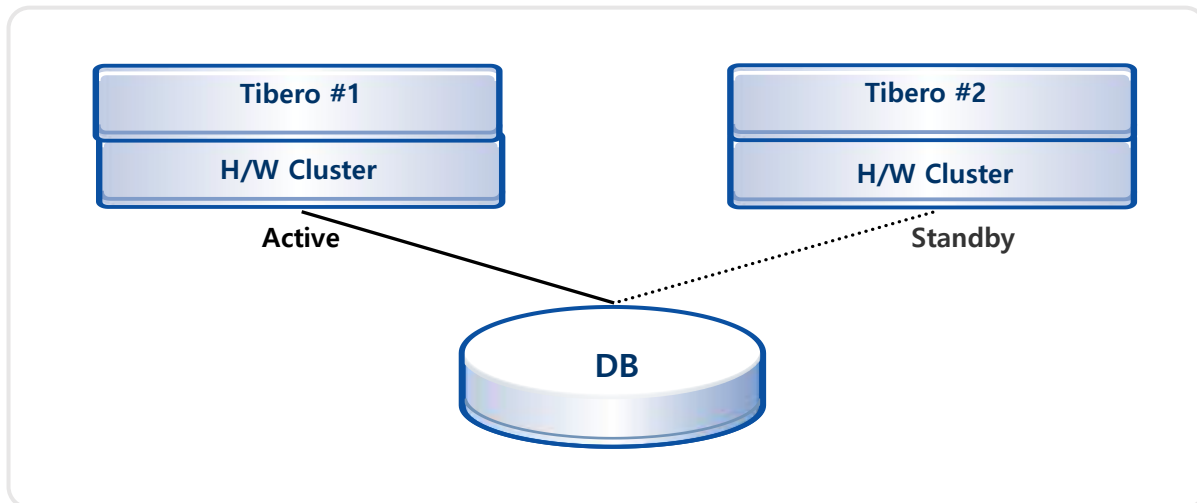 Tibero #1
H/W Cluster
Tibero #2
H/W Cluster
Active
Standby
DB